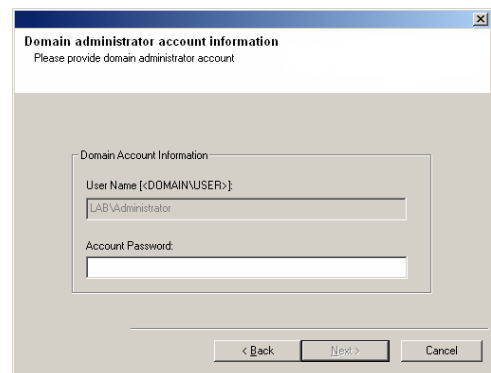 Domain administrator account information
Please provide domain administrator account
Domain Account Information
User Name [<DOMAIN\USER>]:
LAB\Administrator
Account Password:
< Back
Next >
Cancel